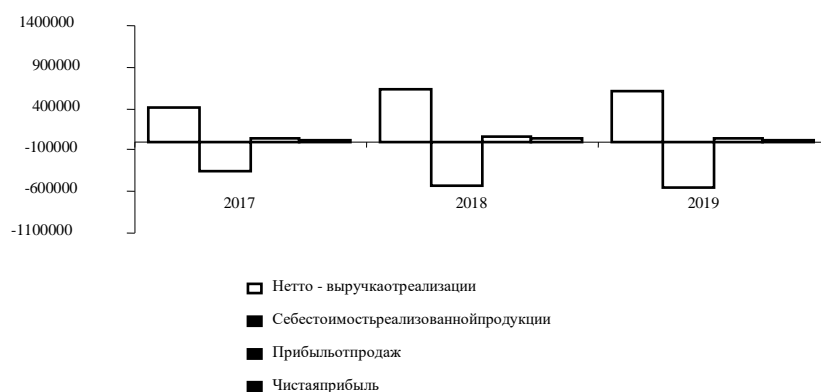 1400000
900000
400000
-100000
-600000
-1100000
2017 2018 2019
Нетто - выручкаотреализации
Себестоимостьреализованнойпродукции
Прибыльотпродаж
Чистаяприбыль